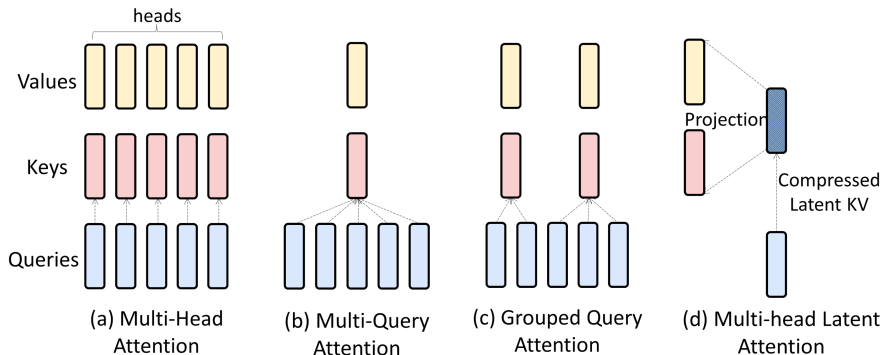 heads
Values
Keys
Queries
Projection
Compressed
Latent KV
(a) Multi-Head
Attention
(b) Multi-Query
Attention
(c) Grouped Query
Attention
(d) Multi-head Latent
Attention